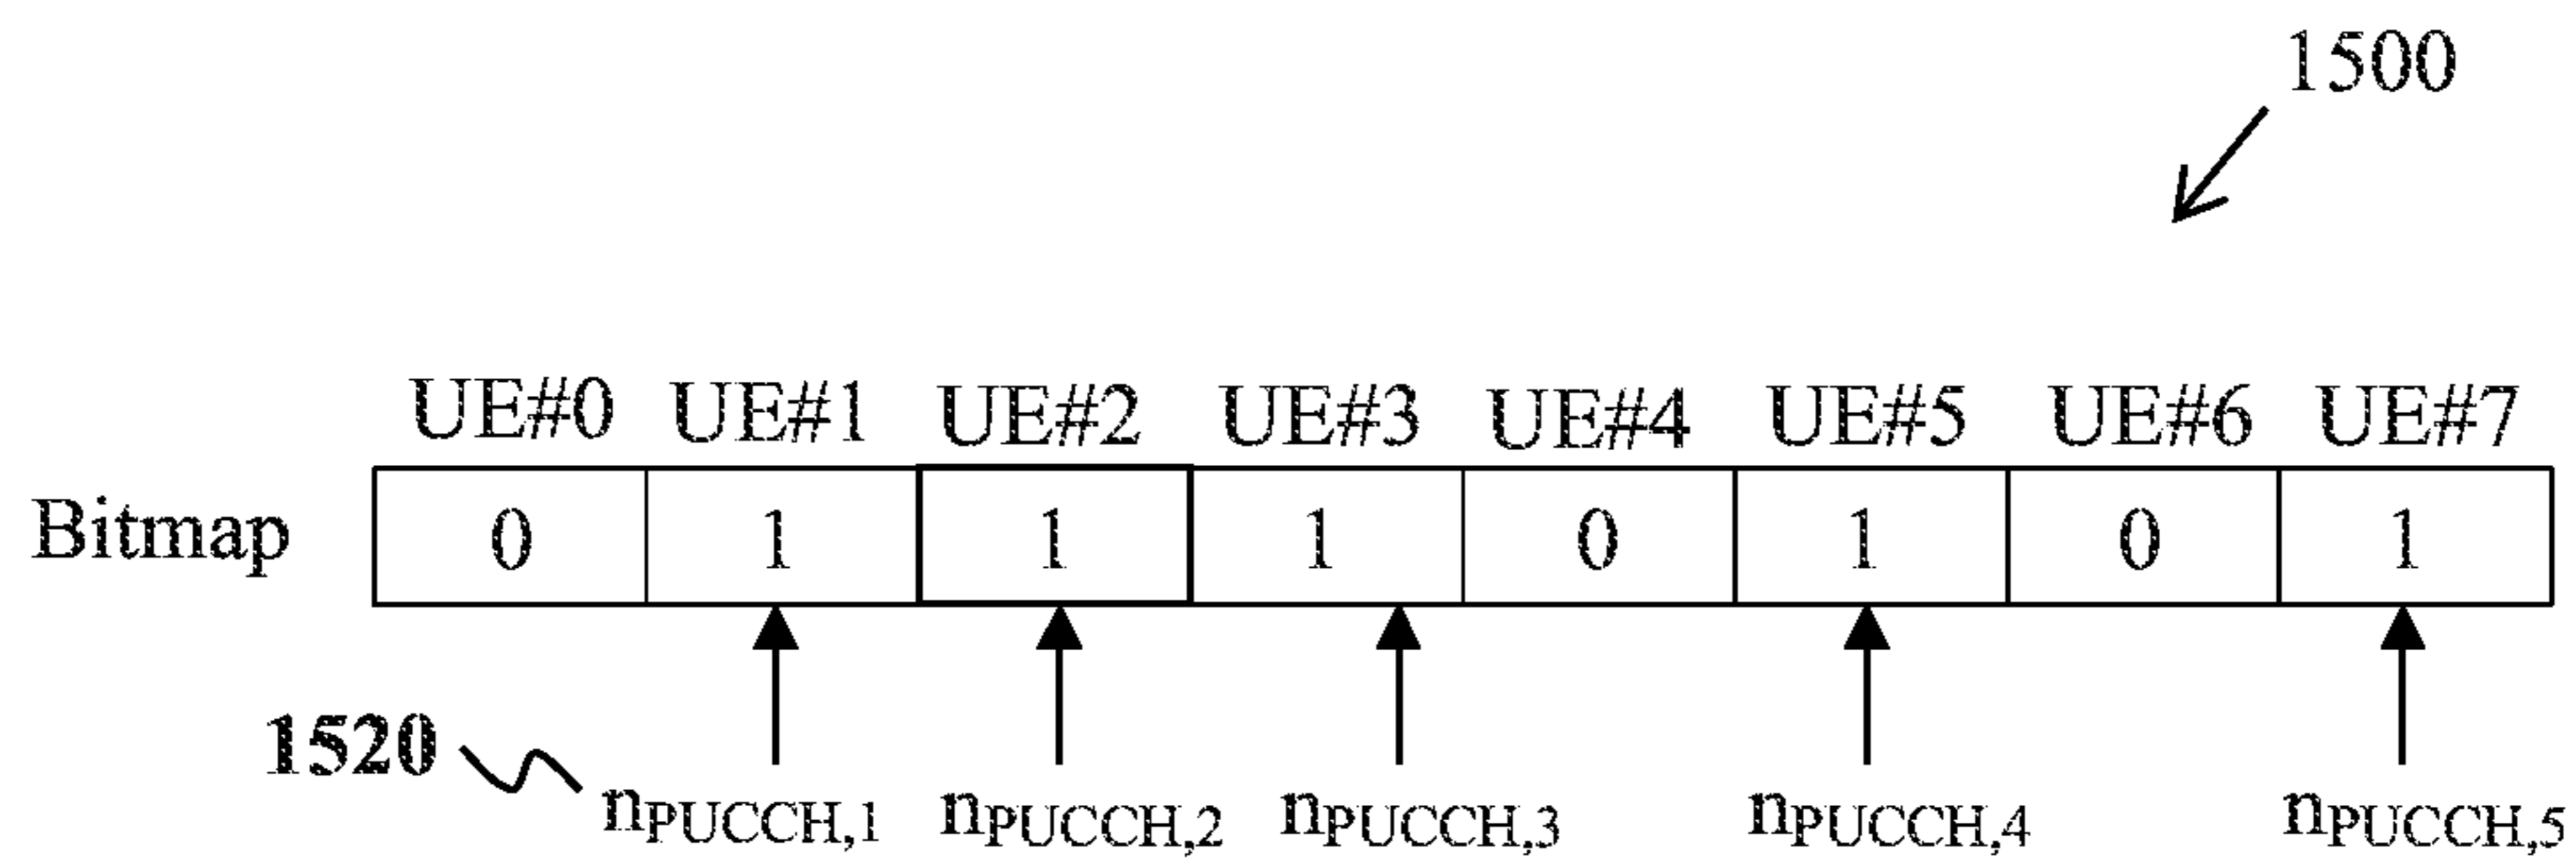 1500
UE#0 UE#1 UE#2 UE#3 UE#4 UE#5 UE#6 UE#7
Bitmap 0 1 1 1 0 1 0 1
1520 nPUCCH,1 nPUCCH,2 nPUCCH,3 nPUCCH,4 nPUCCH,5